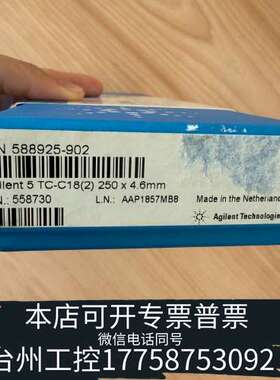 N 588925-902
ilent 5 TC-C18(2) 250 x 4.6mm
N.: 558730 L.N.: AAP1857MB8 Made in the Netherland
Agilent Technologie
本店可开专票普票
微信电话同号
台州工控17758753092